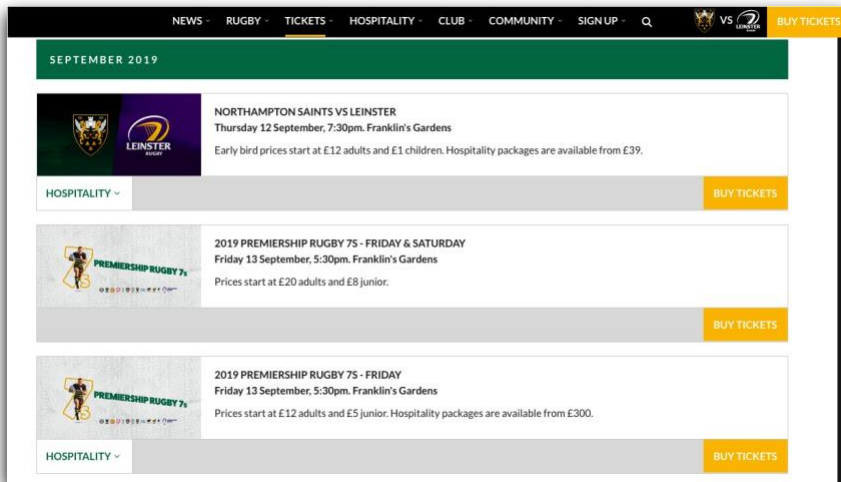 NEWS RUGBY TICKETS HOSPITALITY CLUB COMMUNITY SIGN UP VS LEINSTER BUY TICKETS
SEPTEMBER 2019
LEINSTER
RUGBY
NORTHAMPTON SAINTS VS LEINSTER
Thursday 12 September, 7:30pm. Franklin's Gardens
Early bird prices start at £12 adults and £1 children. Hospitality packages are available from £39.
HOSPITALITY BUY TICKETS
7s PREMIERSHIP RUGBY 7s
2019 PREMIERSHIP RUGBY 7S - FRIDAY & SATURDAY
Friday 13 September, 5:30pm. Franklin's Gardens
Prices start at £20 adults and £8 junior.
BUY TICKETS
7s PREMIERSHIP RUGBY 7s
2019 PREMIERSHIP RUGBY 7S - FRIDAY
Friday 13 September, 5:30pm. Franklin's Gardens
Prices start at £12 adults and £5 junior. Hospitality packages are available from £300.
HOSPITALITY BUY TICKETS